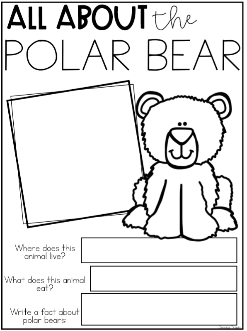 ALL ABOUT the
POLAR BEAR
Where does this
animal live?
What does this animal
eat?
Write a fact about
polar bears: